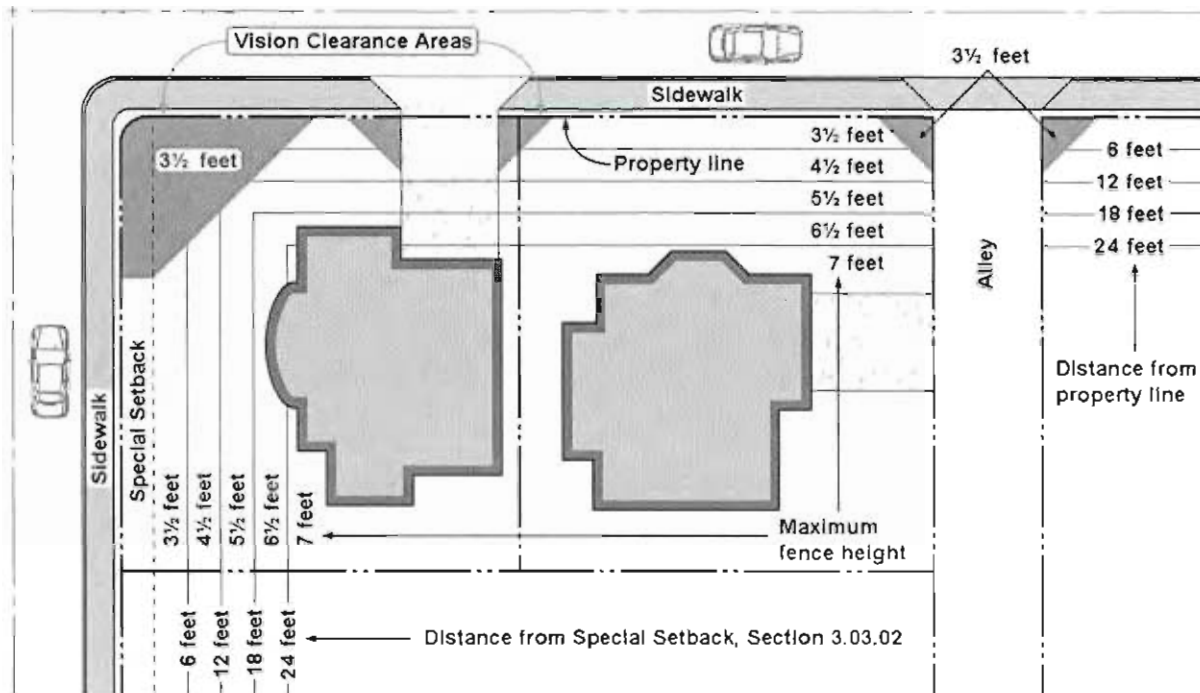 Vision Clearance Areas
3½ feet
Sidewalk
3½ feet
3½ feet
Property line
4½ feet
5½ feet
6½ feet
7 feet
6 feet
12 feet
18 feet
24 feet
Alley
Distance from
property line
Sidewalk
Special Setback
3½ feet
4½ feet
5½ feet
6½ feet
7 feet
Maximum
fence height
6 feet
12 feet
18 feet
24 feet
Distance from Special Setback, Section 3.03.02